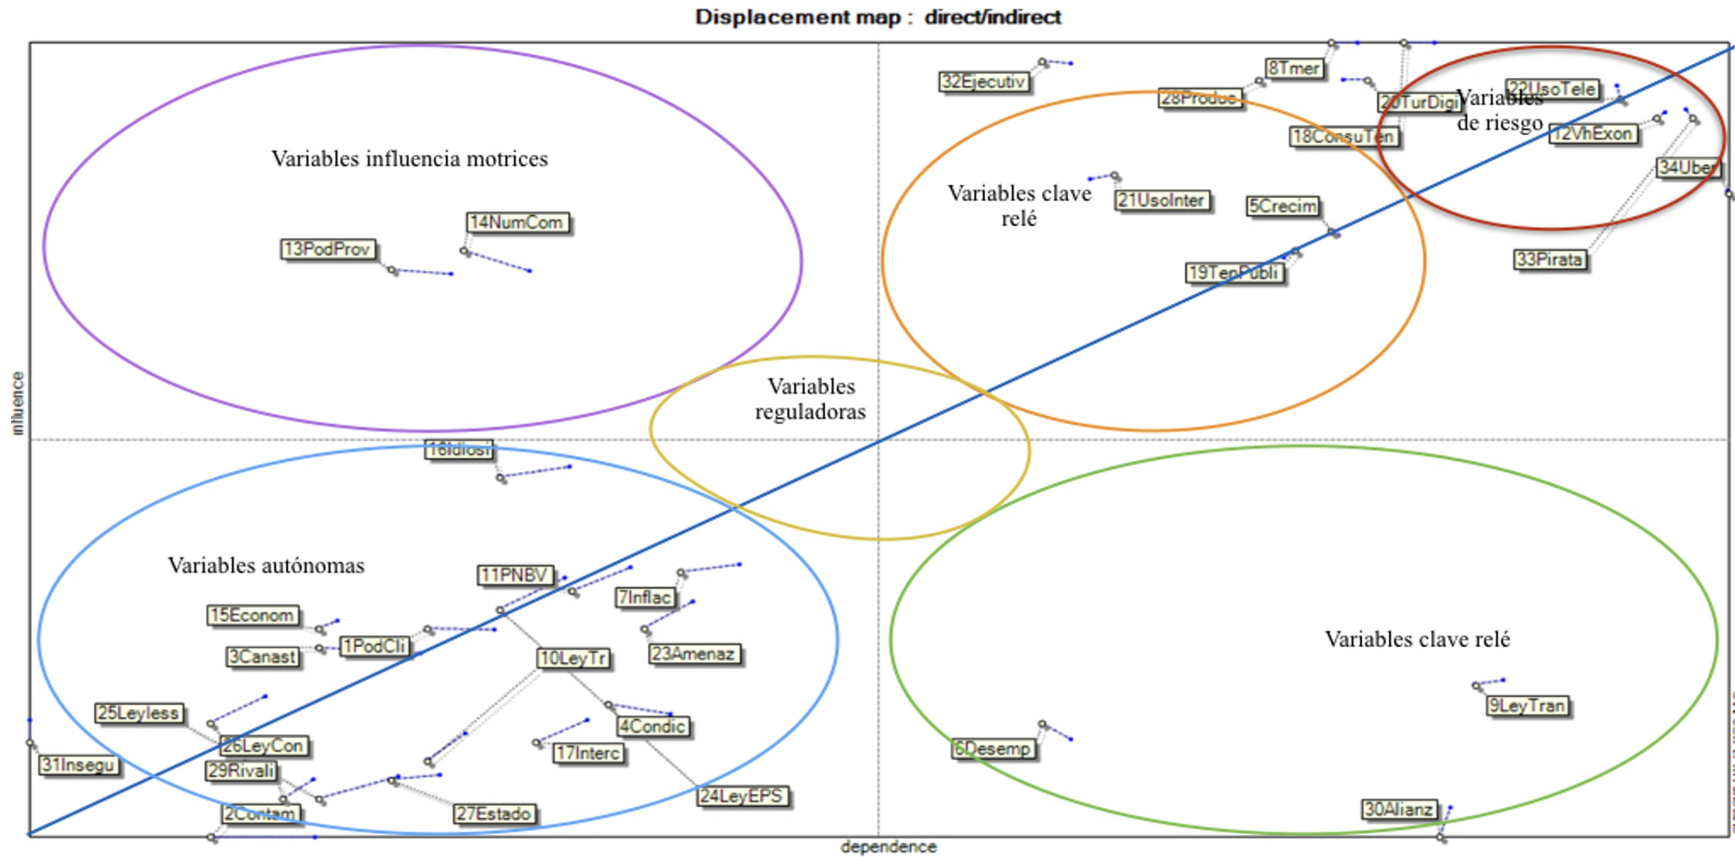 Displacement map : direct/indirect
32Ejecutiv
8Tmer
28Produc
20TurDigi
22UsoTele
Variables
de riesgo
18ConsuTen
12VhExon
34Uber
Variables influencia motrices
14NumCom
13PodProv
Variables clave
relé
21UsoInter
5Crecim
19TenPubli
33Pirata
influence
Variables
reguladoras
16Idiosi
Variables autónomas
11PNBV
7Inflac
15Econom
1PodCli
3Canast
10LeyTr
23Amenaz
Variables clave relé
25Leyless
26LeyCon
4Condic
17Interc
31Insegu
29Rivali
2Contam
27Estado
24LeyEPS
9LeyTran
6Desemp
30Alianz
dependence